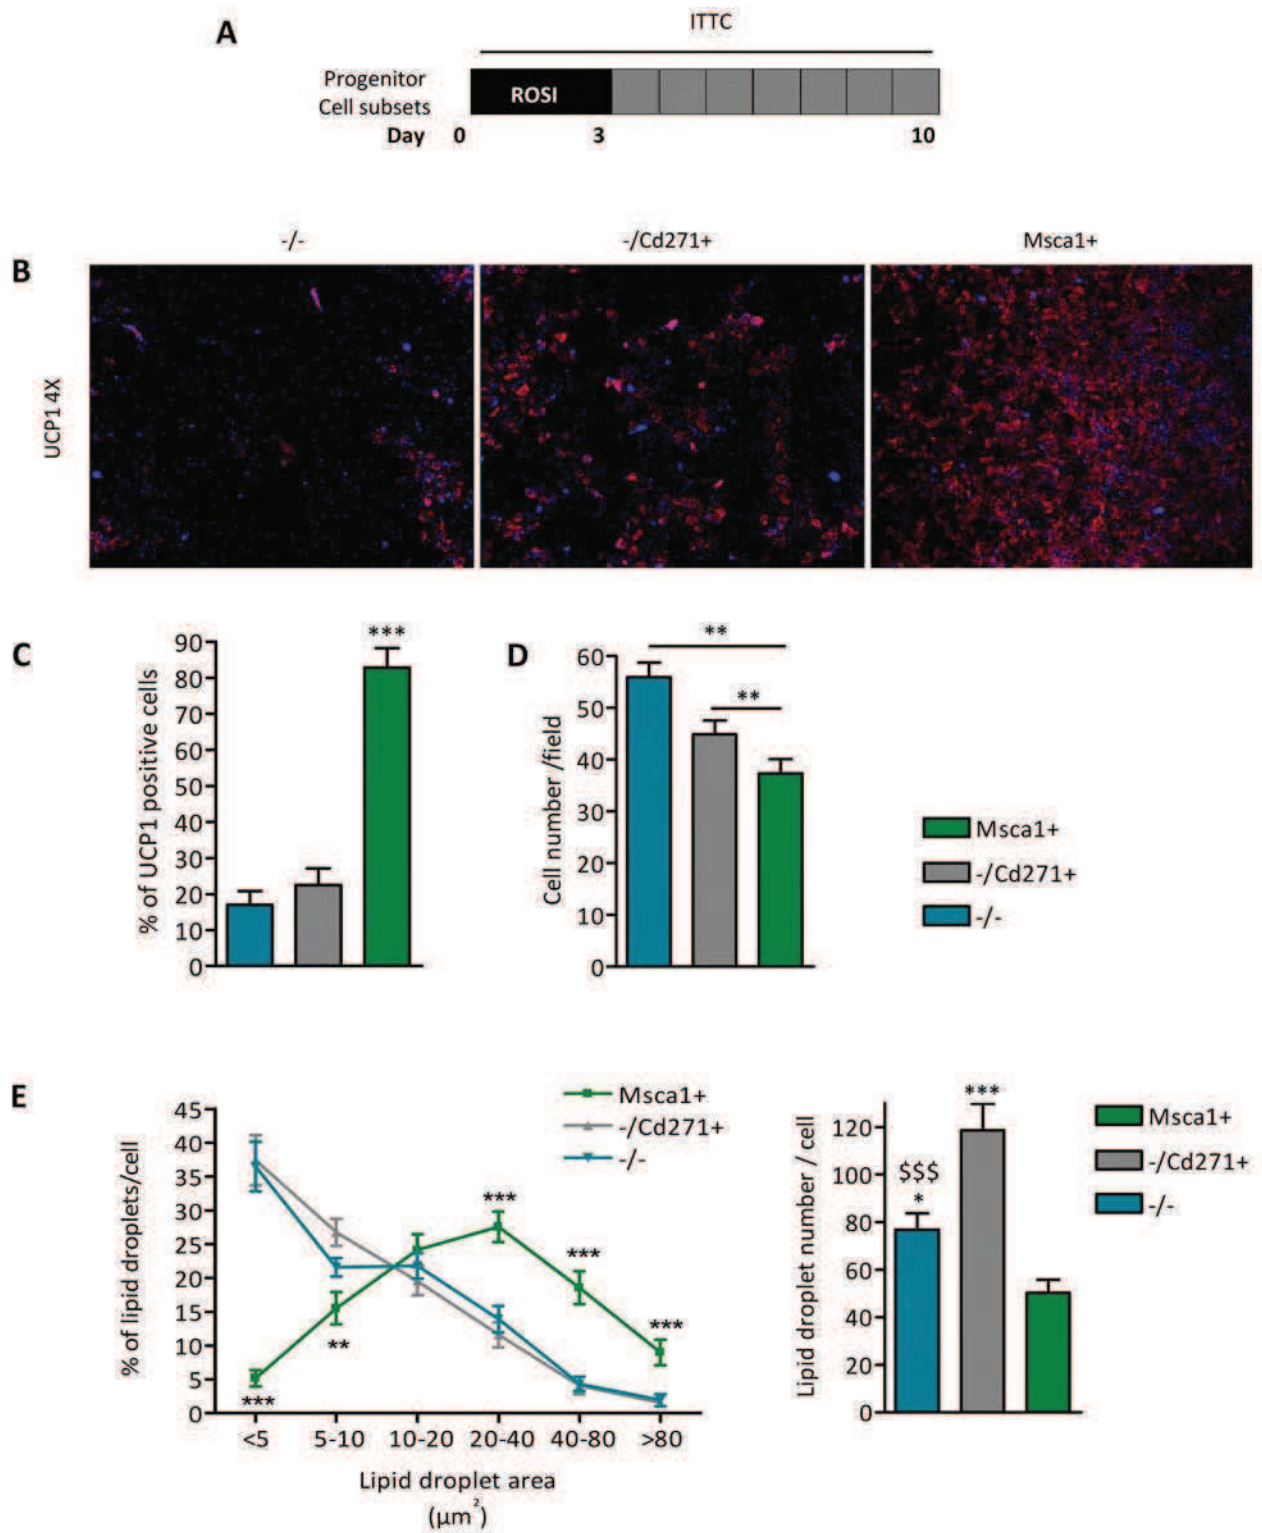 A
ITTC
Progenitor
Cell subsets
ROSI
Day 0 3 10
B
-/-
-/Cd271+
Msca1+
UCP1 4X
C
% of UCP1 positive cells
90
80
70
60
50
40
30
20
10
0
***
D
Cell number /field
60
50
40
30
20
10
0
**
**
Msca1+
-/Cd271+
-/-
E
% of lipid droplets/cell
45
40
35
30
25
20
15
10
5
0
***
**
***
***
***
<5 5-10 10-20 20-40 40-80 >80
Lipid droplet area
(µm²)
Msca1+
-/Cd271+
-/-
Lipid droplet number / cell
120
100
80
60
40
20
0
$$$
*
***
Msca1+
-/Cd271+
-/-